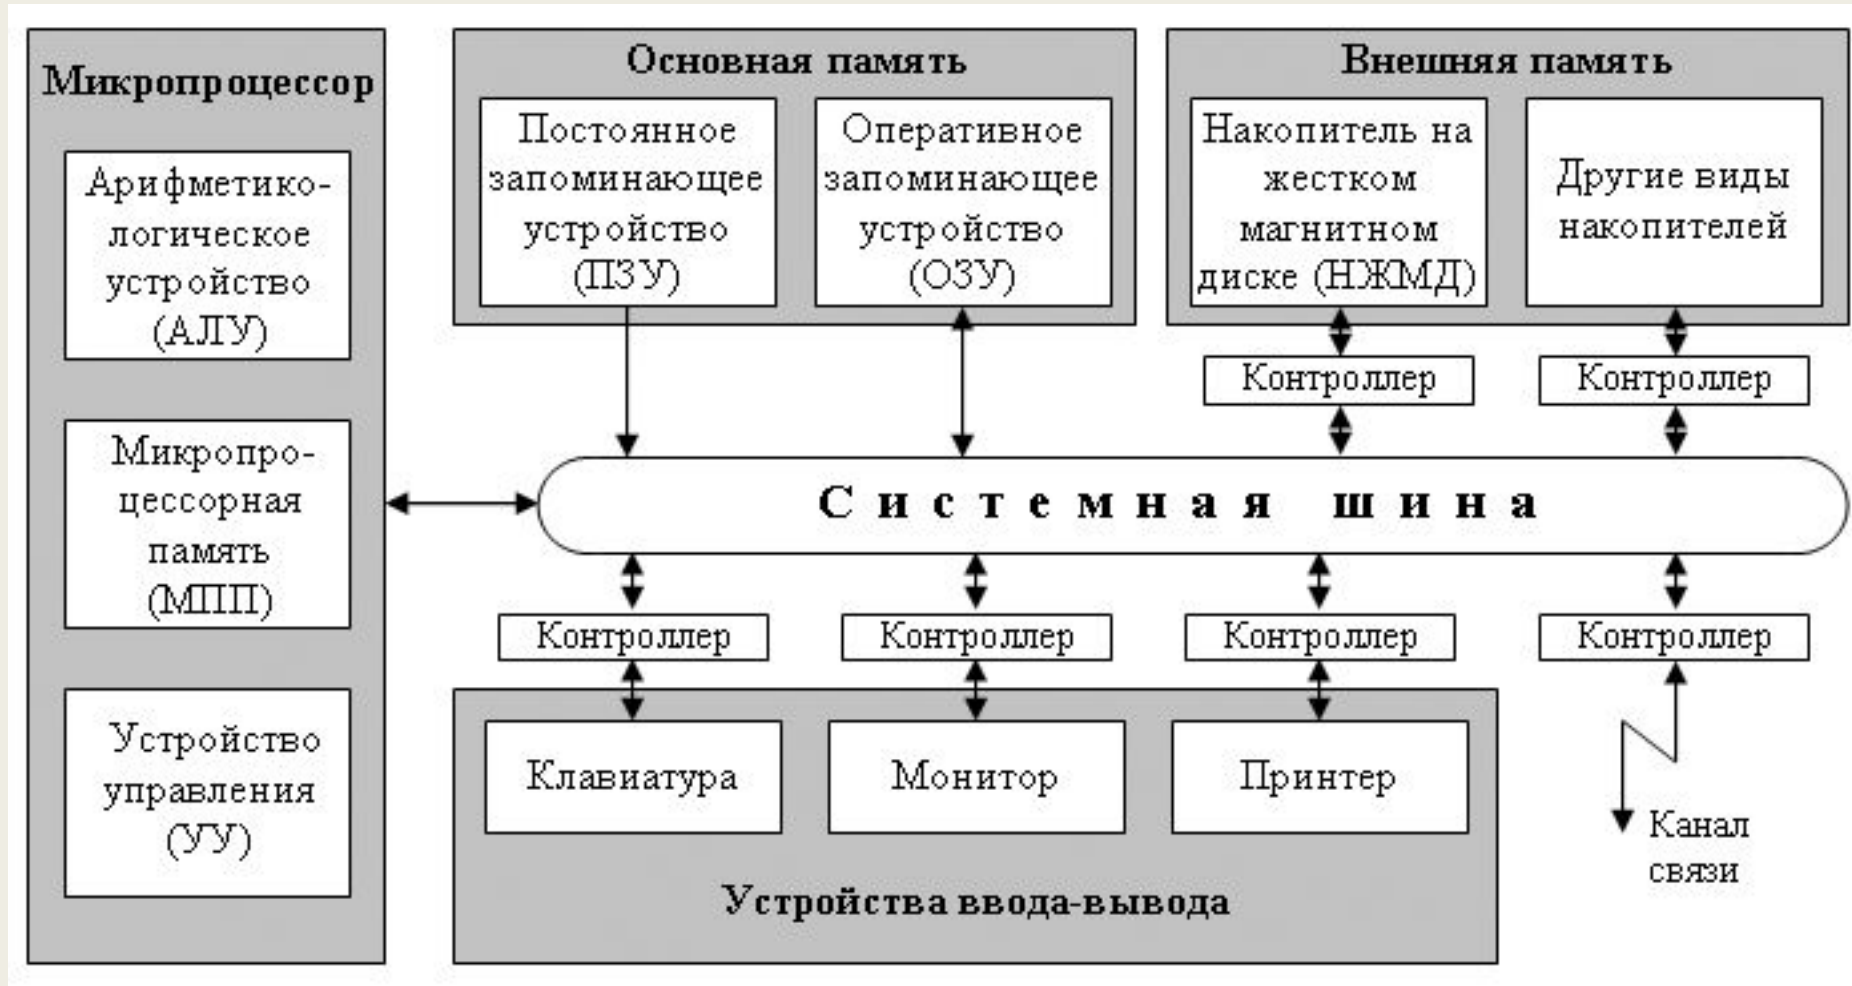 Микропроцессор
Арифметико-
логическое
устройство
(АЛУ)
Микропро-
цессорная
память
(МПП)
Устройство
управления
(УУ)
Основная память
Постоянное
запоминающее
устройство
(ПЗУ)
Оперативное
запоминающее
устройство
(ОЗУ)
Внешняя память
Накопитель на
жестком
магнитном
диске (НЖМД)
Другие виды
накопителей
Контроллер
Контроллер
Системная шина
Контроллер
Контроллер
Контроллер
Контроллер
Клавиатура
Монитор
Принтер
Устройства ввода-вывода
Канал
связи